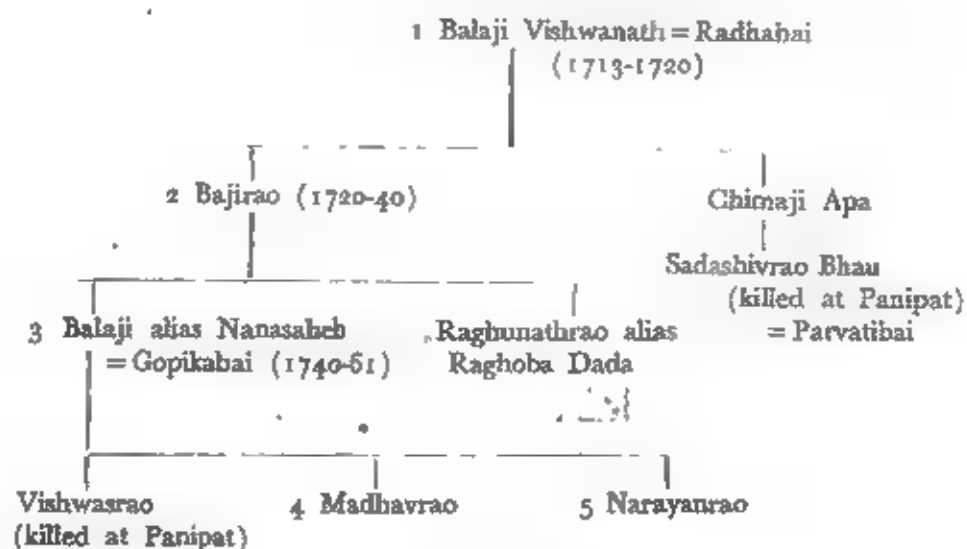 1 Balaji Vishwanath = Radhabai
(1713-1720)
2 Bajirao (1720-40)
Chimaji Apa
Sadashivrao Bhau
(killed at Panipat)
= Parvatibai
3 Balaji alias Nanasaheb
= Gopikabai (1740-61)
Raghunathrao alias
Raghoba Dada
Vishwasrao
(killed at Panipat)
4 Madhavrao
5 Narayanrao